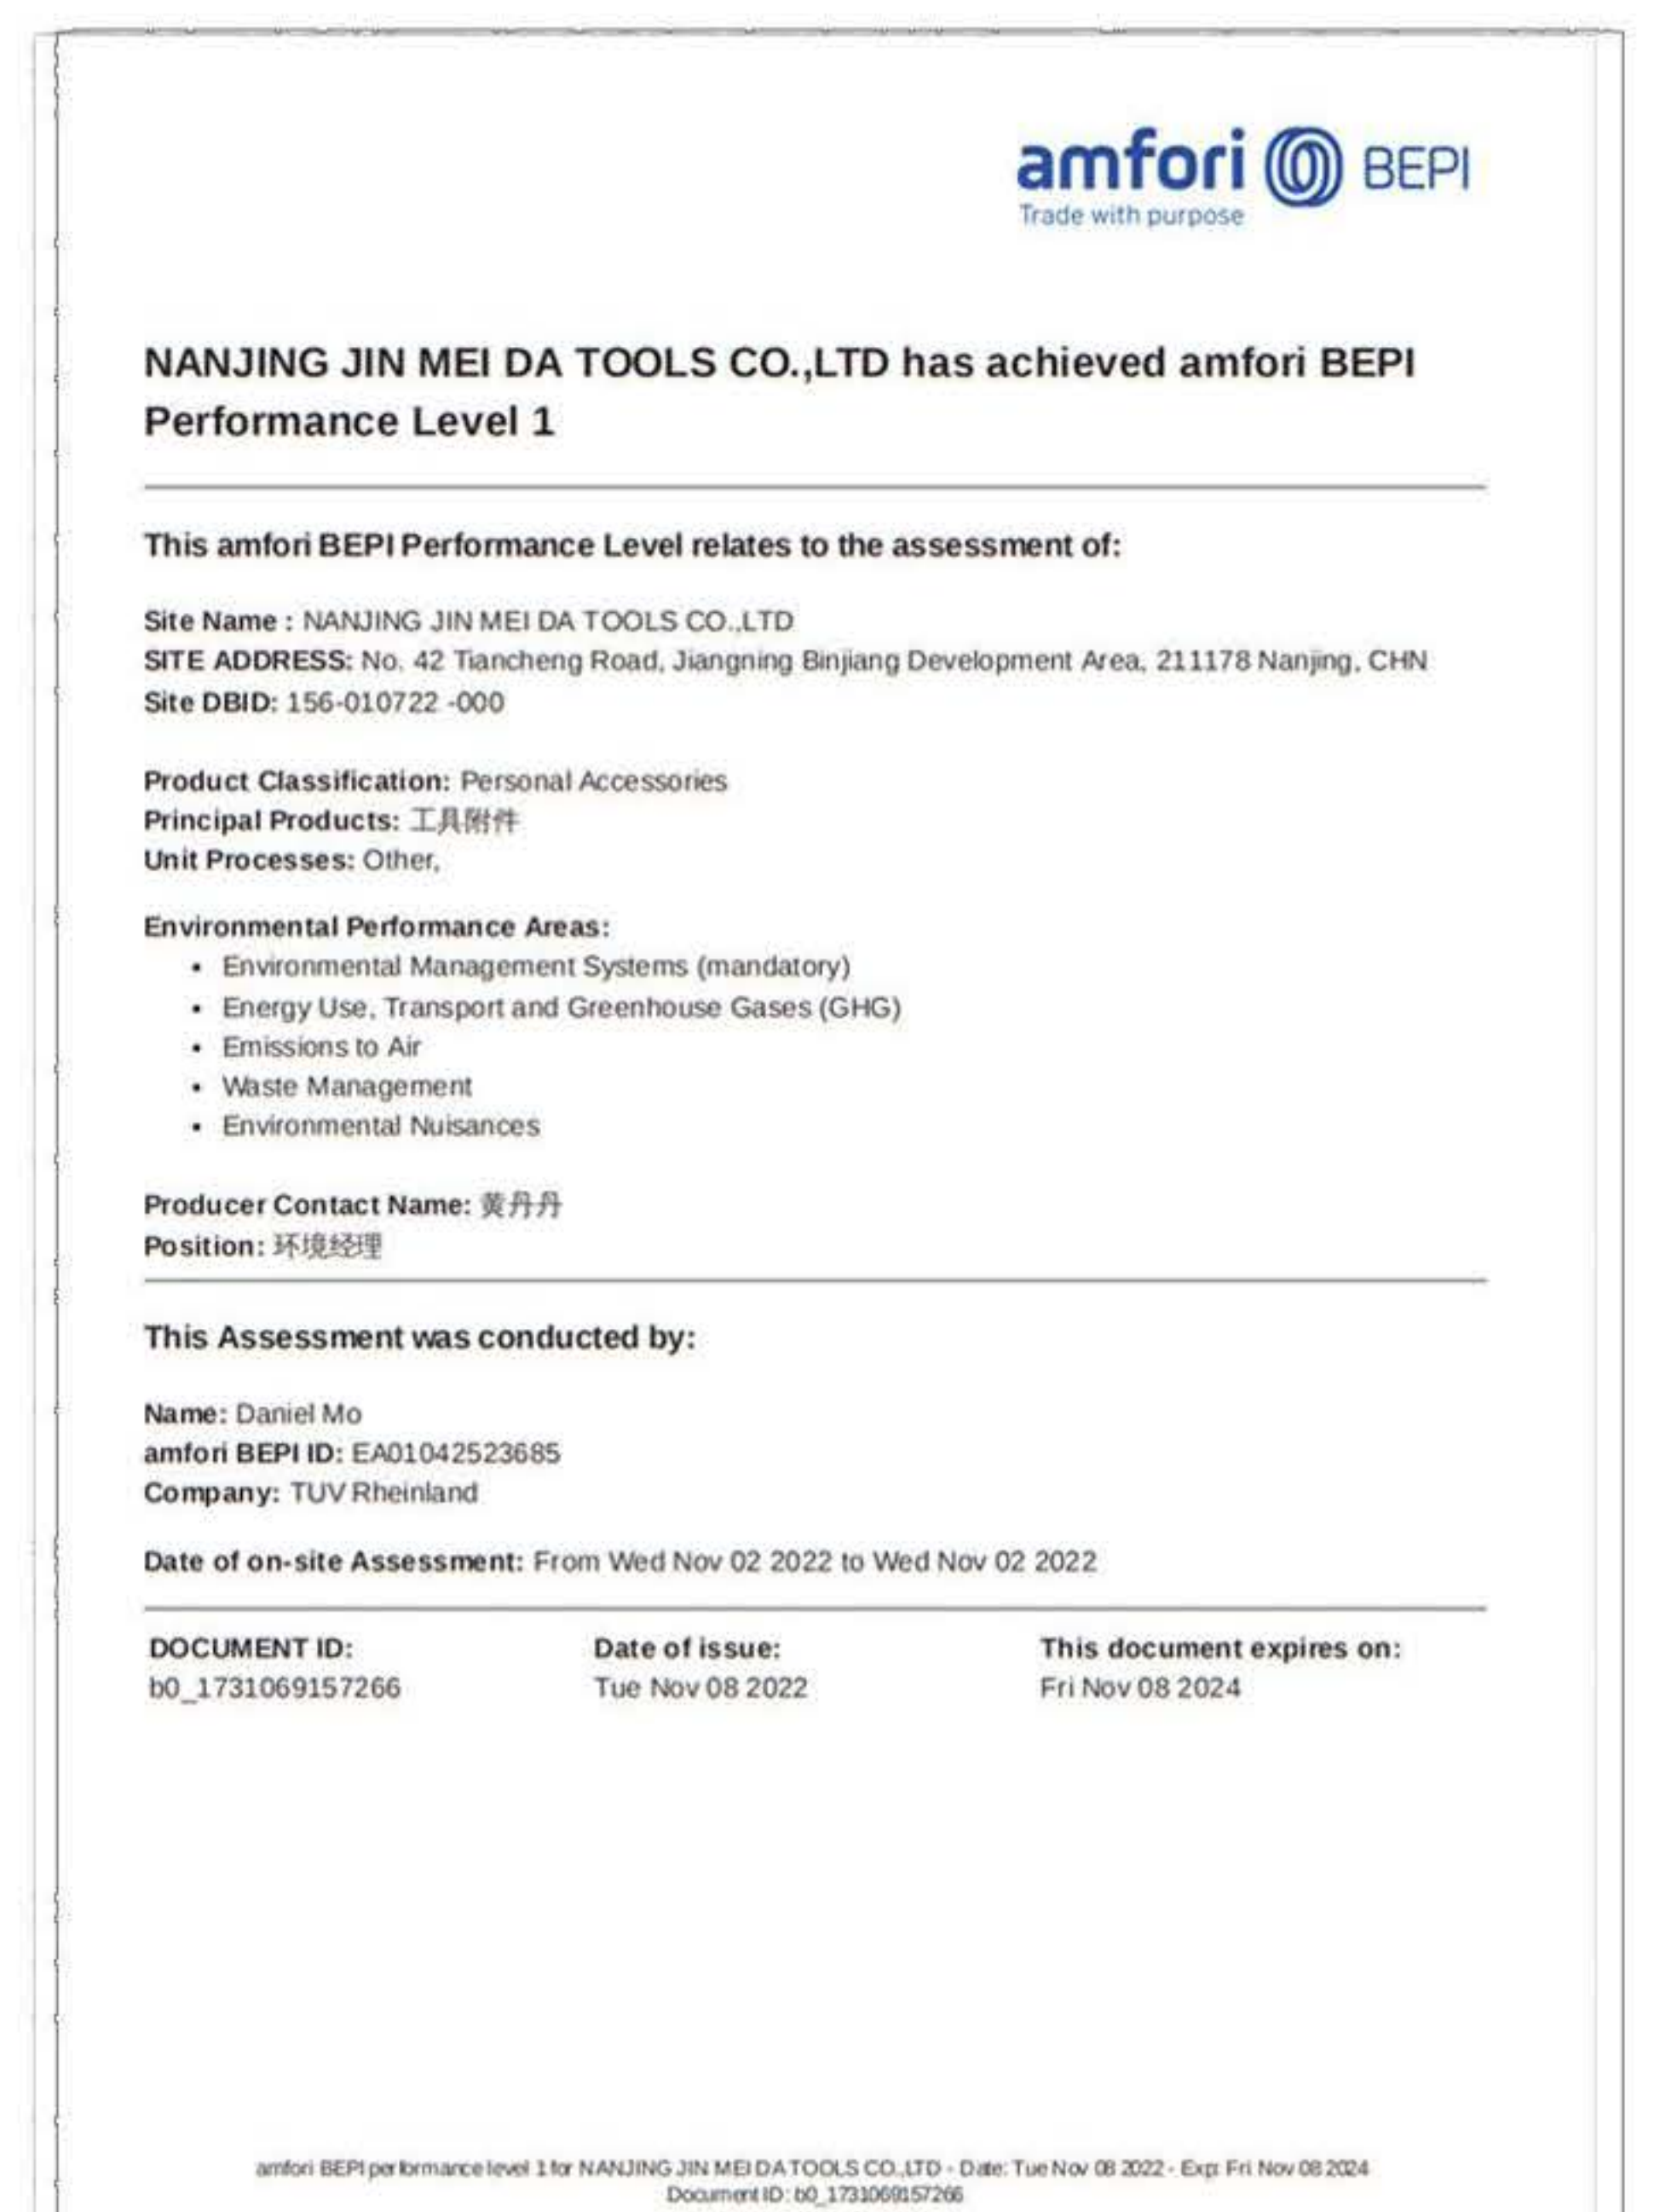 amfori BEPI
Trade with purpose
NANJING JIN MEI DA TOOLS CO.,LTD has achieved amfori BEPI
Performance Level 1
This amfori BEPI Performance Level relates to the assessment of:
Site Name : NANJING JIN MEI DA TOOLS CO.,LTD
SITE ADDRESS: No. 42 Tiancheng Road, Jiangning Binjiang Development Area, 211178 Nanjing, CHN
Site DBID: 156-010722 -000
Product Classification: Personal Accessories
Principal Products: 工具附件
Unit Processes: Other,
Environmental Performance Areas:
• Environmental Management Systems (mandatory)
• Energy Use, Transport and Greenhouse Gases (GHG)
• Emissions to Air
• Waste Management
• Environmental Nuisances
Producer Contact Name: 黄丹丹
Position: 环境经理
This Assessment was conducted by:
Name: Daniel Mo
amfori BEPI ID: EA01042523685
Company: TUV Rheinland
Date of on-site Assessment: From Wed Nov 02 2022 to Wed Nov 02 2022
DOCUMENT ID: Date of issue: This document expires on:
b0_1731069157266 Tue Nov 08 2022 Fri Nov 08 2024
amfori BEPI performance level 1 for NANJING JIN MEI DA TOOLS CO.,LTD - Date: Tue Nov 08 2022 - Exp: Fri Nov 08 2024
Document ID: b0_1731069157266